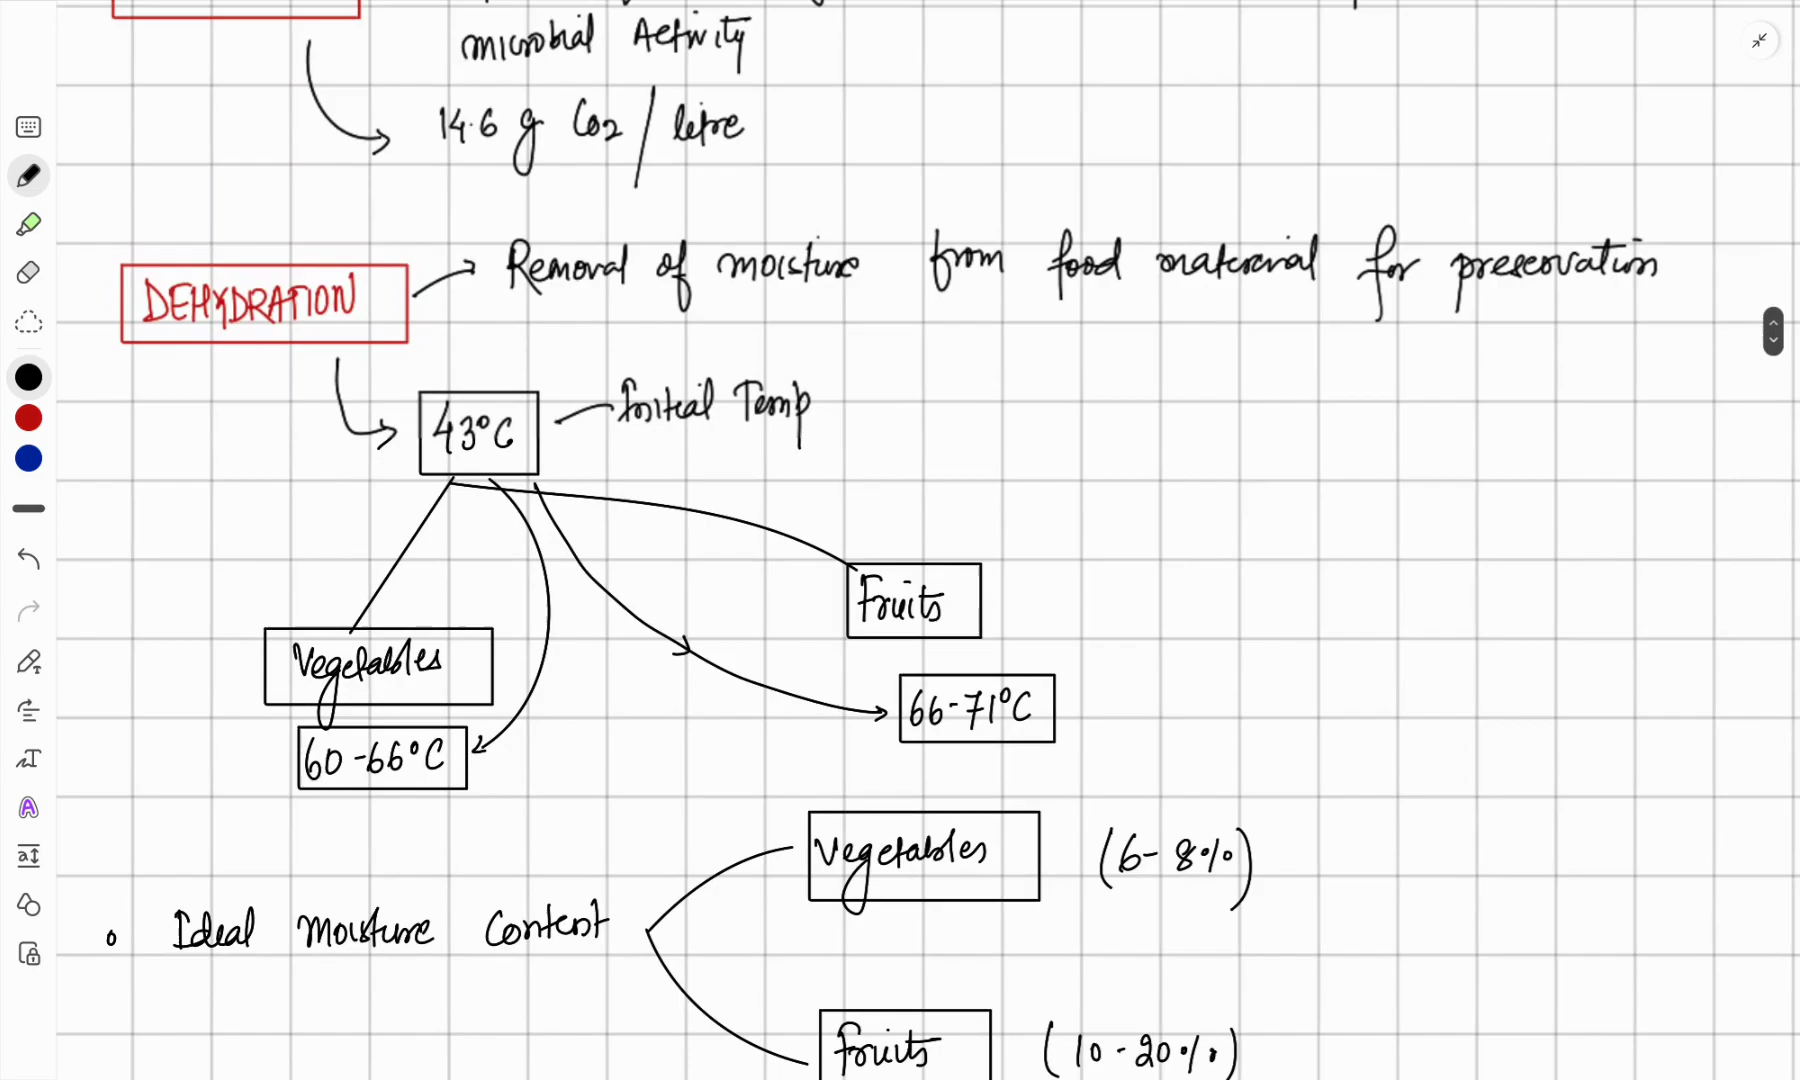 microbial Activity
14.6 g Co2 / litre
DEHYDRATION
Removal of moisture from food material for preservation
43°C
Initial Temp
Fruits
Vegetables
66-71°C
60-66°C
Vegetables (6-8%)
Ideal Moisture Content
Fruits (10-20%)